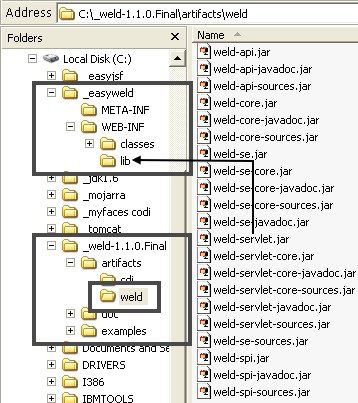 Address C:\_weld-1.1.0.Final\artifacts\weld
Folders
Local Disk (C:)
_easyjsf
_easyweld
META-INF
WEB-INF
classes
lib
_jdk1.6
_mojarra
_myfaces codi
_tomcat
_weld-1.1.0.Final
artifacts
cdi
weld
doc
examples
Documents and Se
DRIVERS
I386
IBMTOOLS
Name
weld-api.jar
weld-api-javadoc.jar
weld-api-sources.jar
weld-core.jar
weld-core-javadoc.jar
weld-core-sources.jar
weld-se.jar
weld-se-core.jar
weld-se-core-javadoc.jar
weld-se-core-sources.jar
weld-se-javadoc.jar
weld-servlet.jar
weld-servlet-core.jar
weld-servlet-core-javadoc.jar
weld-servlet-core-sources.jar
weld-servlet-javadoc.jar
weld-servlet-sources.jar
weld-se-sources.jar
weld-spi.jar
weld-spi-javadoc.jar
weld-spi-sources.jar